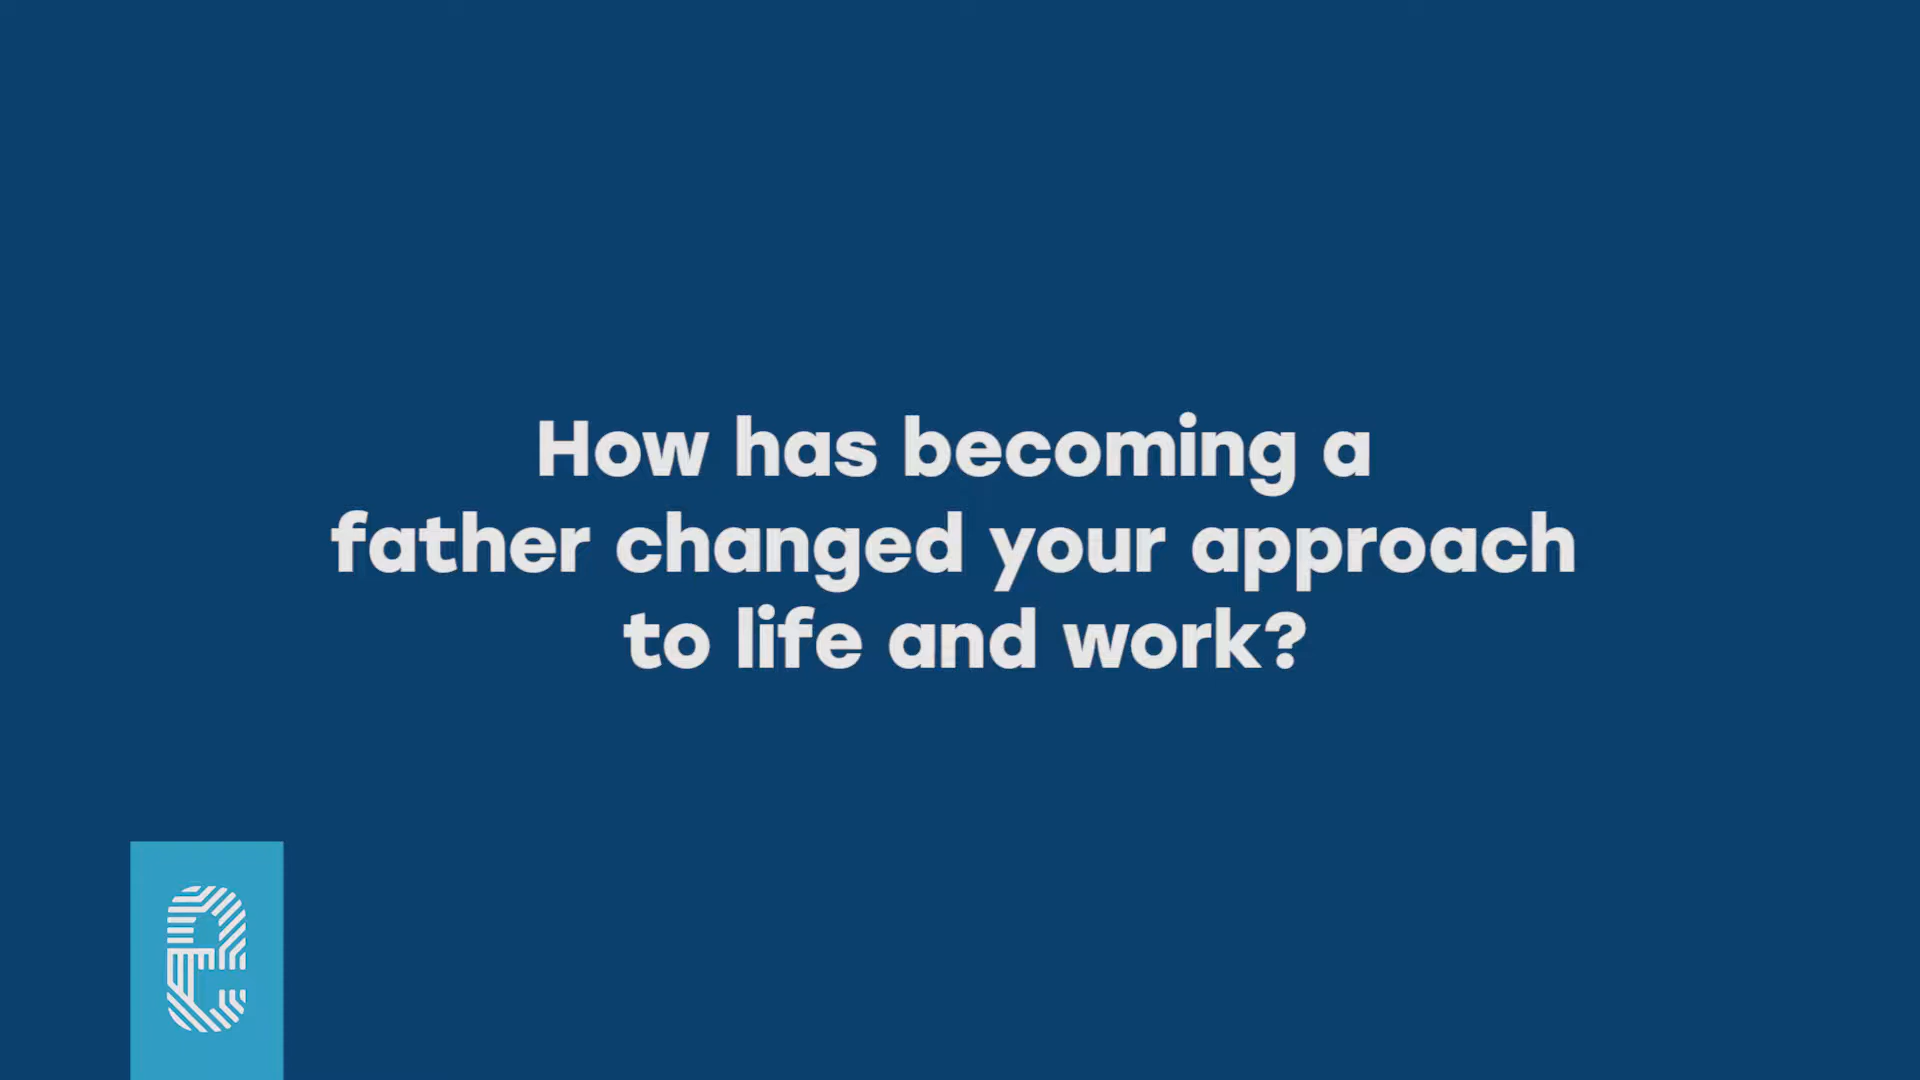 How has becoming a
father changed your approach
to life and work?
e